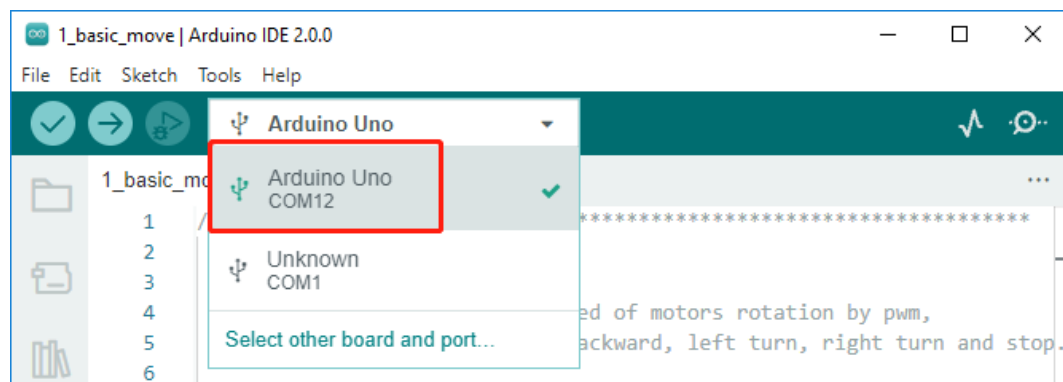 1_basic_move | Arduino IDE 2.0.0
File Edit Sketch Tools Help
Arduino Uno
1_basic_mo
Arduino Uno
COM12
Unknown
COM1
Select other board and port...
1 / *************************************
2
3
4 ed of motors rotation by pwm,
5 ackward, left turn, right turn and stop.
6